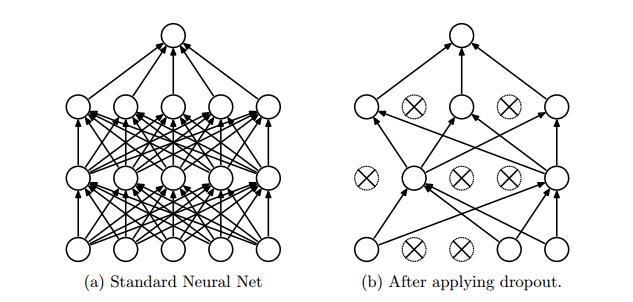 (a) Standard Neural Net
(b) After applying dropout.